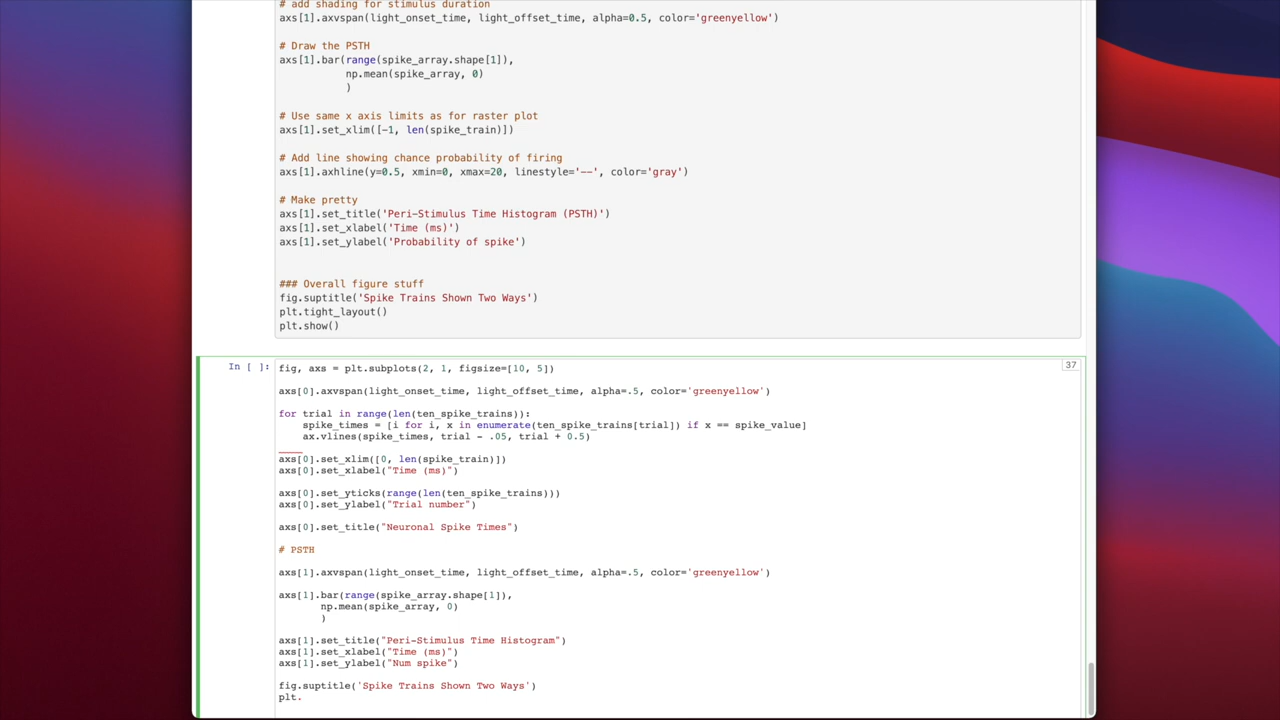 # add shading for stimulus duration
axs[1].axvspan(light_onset_time, light_offset_time, alpha=0.5, color='greenyellow')
# Draw the PSTH
axs[1].bar(range(spike_array.shape[1]),
np.mean(spike_array, 0)
)
# Use same x axis limits as for raster plot
axs[1].set_xlim([-1, len(spike_train)])
# Add line showing chance probability of firing
axs[1].axhline(y=0.5, xmin=0, xmax=20, linestyle='--', color='gray')
# Make pretty
axs[1].set_title('Peri-Stimulus Time Histogram (PSTH)')
axs[1].set_xlabel('Time (ms)')
axs[1].set_ylabel('Probability of spike')
### Overall figure stuff
fig.suptitle('Spike Trains Shown Two Ways')
plt.tight_layout()
plt.show()
In [ ]:
37
fig, axs = plt.subplots(2, 1, figsize=[10, 5])
axs[0].axvspan(light_onset_time, light_offset_time, alpha=.5, color='greenyellow')
for trial in range(len(ten_spike_trains)):
spike_times = [i for i, x in enumerate(ten_spike_trains[trial]) if x == spike_value]
ax.vlines(spike_times, trial - .05, trial + 0.5)
axs[0].set_xlim([0, len(spike_train)])
axs[0].set_xlabel("Time (ms)")
axs[0].set_yticks(range(len(ten_spike_trains)))
axs[0].set_ylabel("Trial number")
axs[0].set_title("Neuronal Spike Times")
# PSTH
axs[1].axvspan(light_onset_time, light_offset_time, alpha=.5, color='greenyellow')
axs[1].bar(range(spike_array.shape[1]),
np.mean(spike_array, 0)
)
axs[1].set_title("Peri-Stimulus Time Histogram")
axs[1].set_xlabel("Time (ms)")
axs[1].set_ylabel("Num spike")
fig.suptitle('Spike Trains Shown Two Ways')
plt.